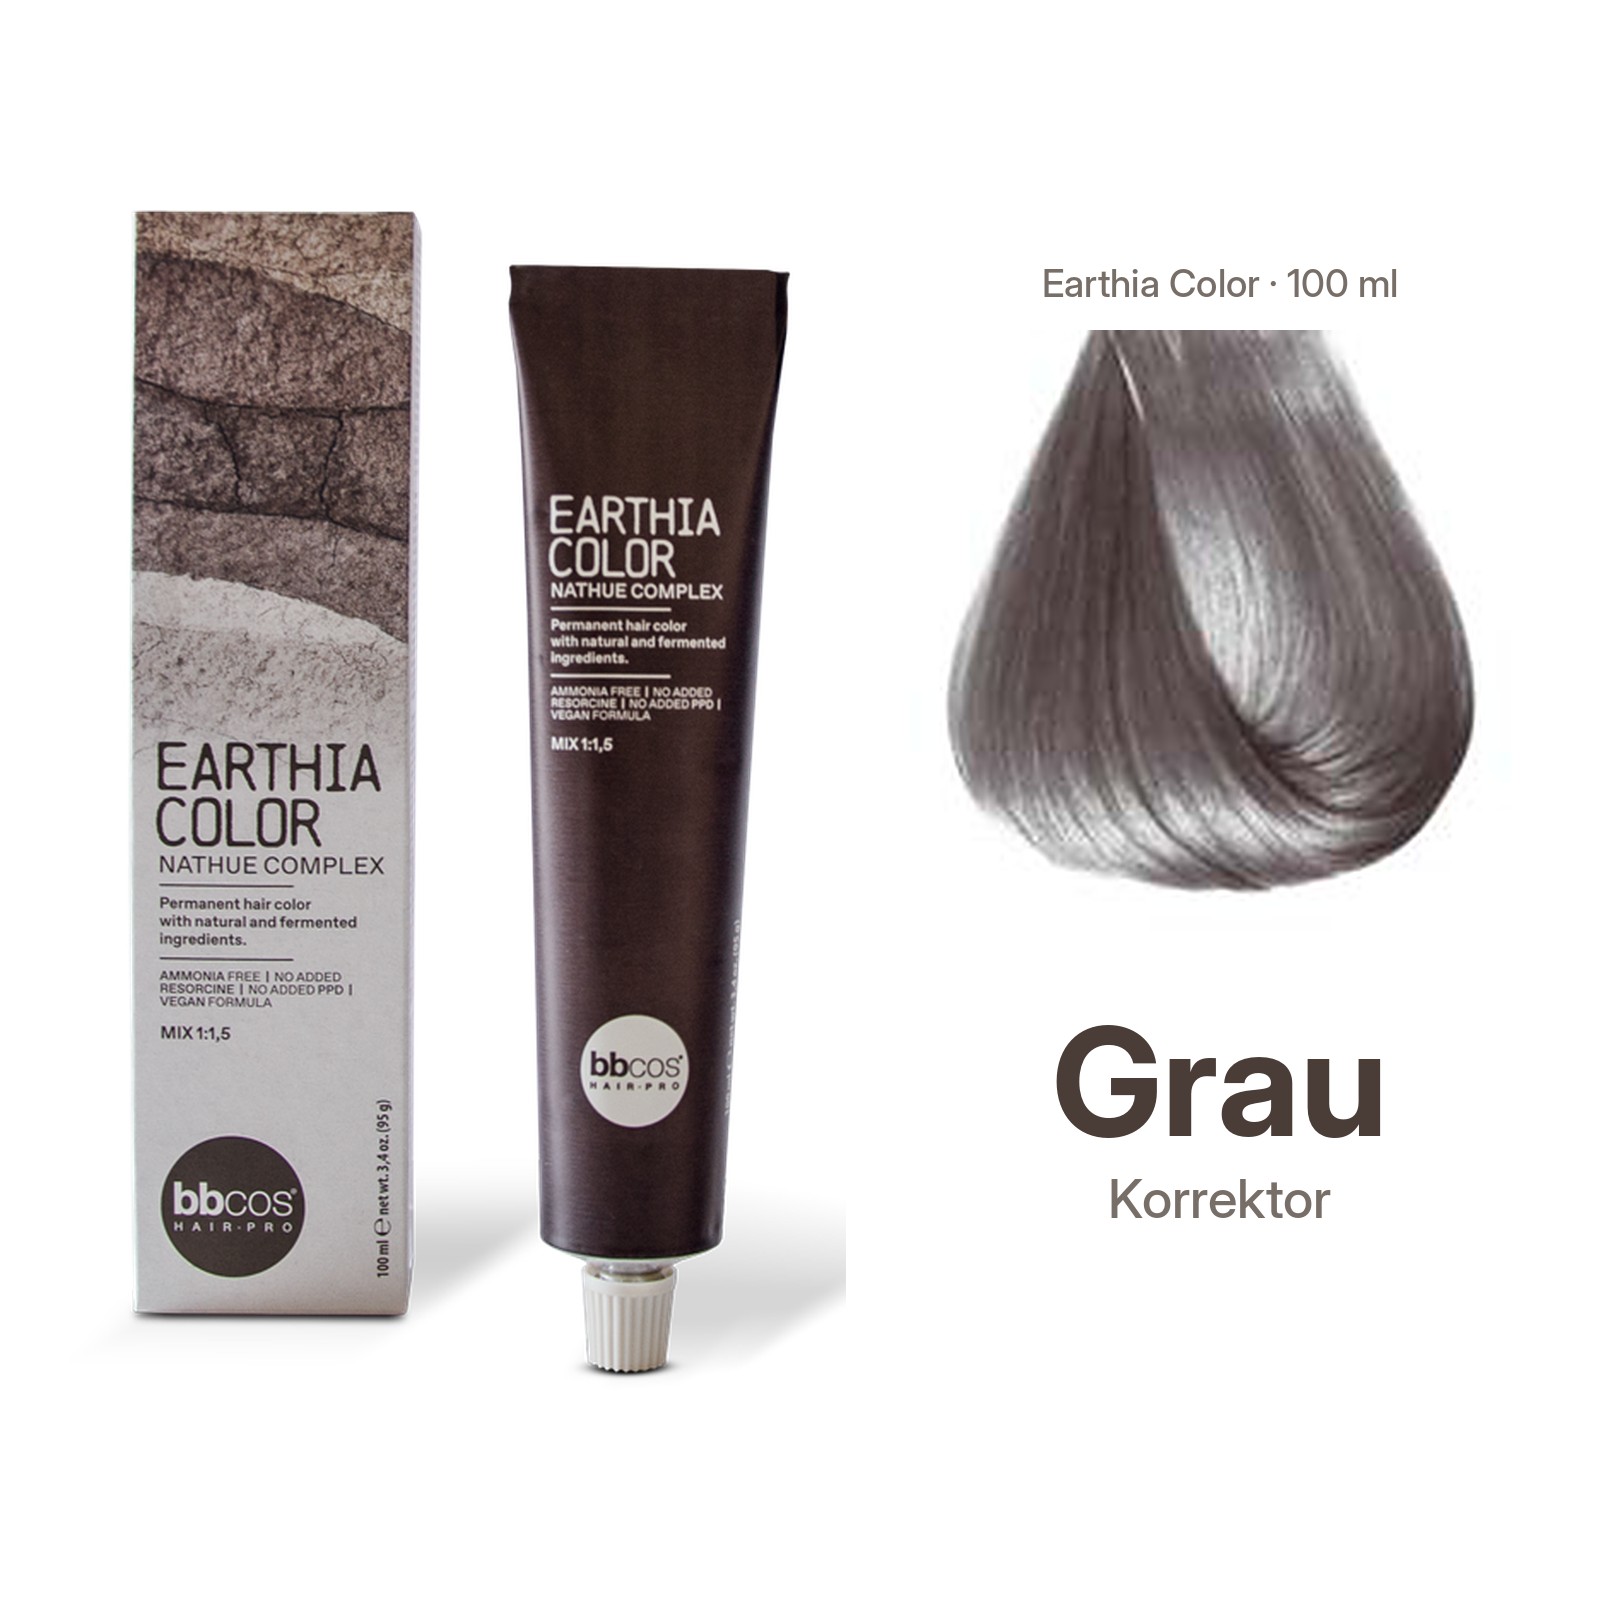 EARTHIA
COLOR
NATHUE COMPLEX
Permanent hair color
with natural and fermented
ingredients.
AMMONIA FREE | NO ADDED
RESORCINE | NO ADDED PPD |
VEGAN FORMULA
MIX 1:1,5
bbcos®
HAIR-PRO
100 ml ℮ net wt. 3,4 oz. (95 g)
EARTHIA
COLOR
NATHUE COMPLEX
Permanent hair color
with natural and fermented
ingredients.
AMMONIA FREE | NO ADDED
RESORCINE | NO ADDED PPD |
VEGAN FORMULA
MIX 1:1,5
bbcos®
HAIR-PRO
Earthia Color · 100 ml
Grau
Korrektor